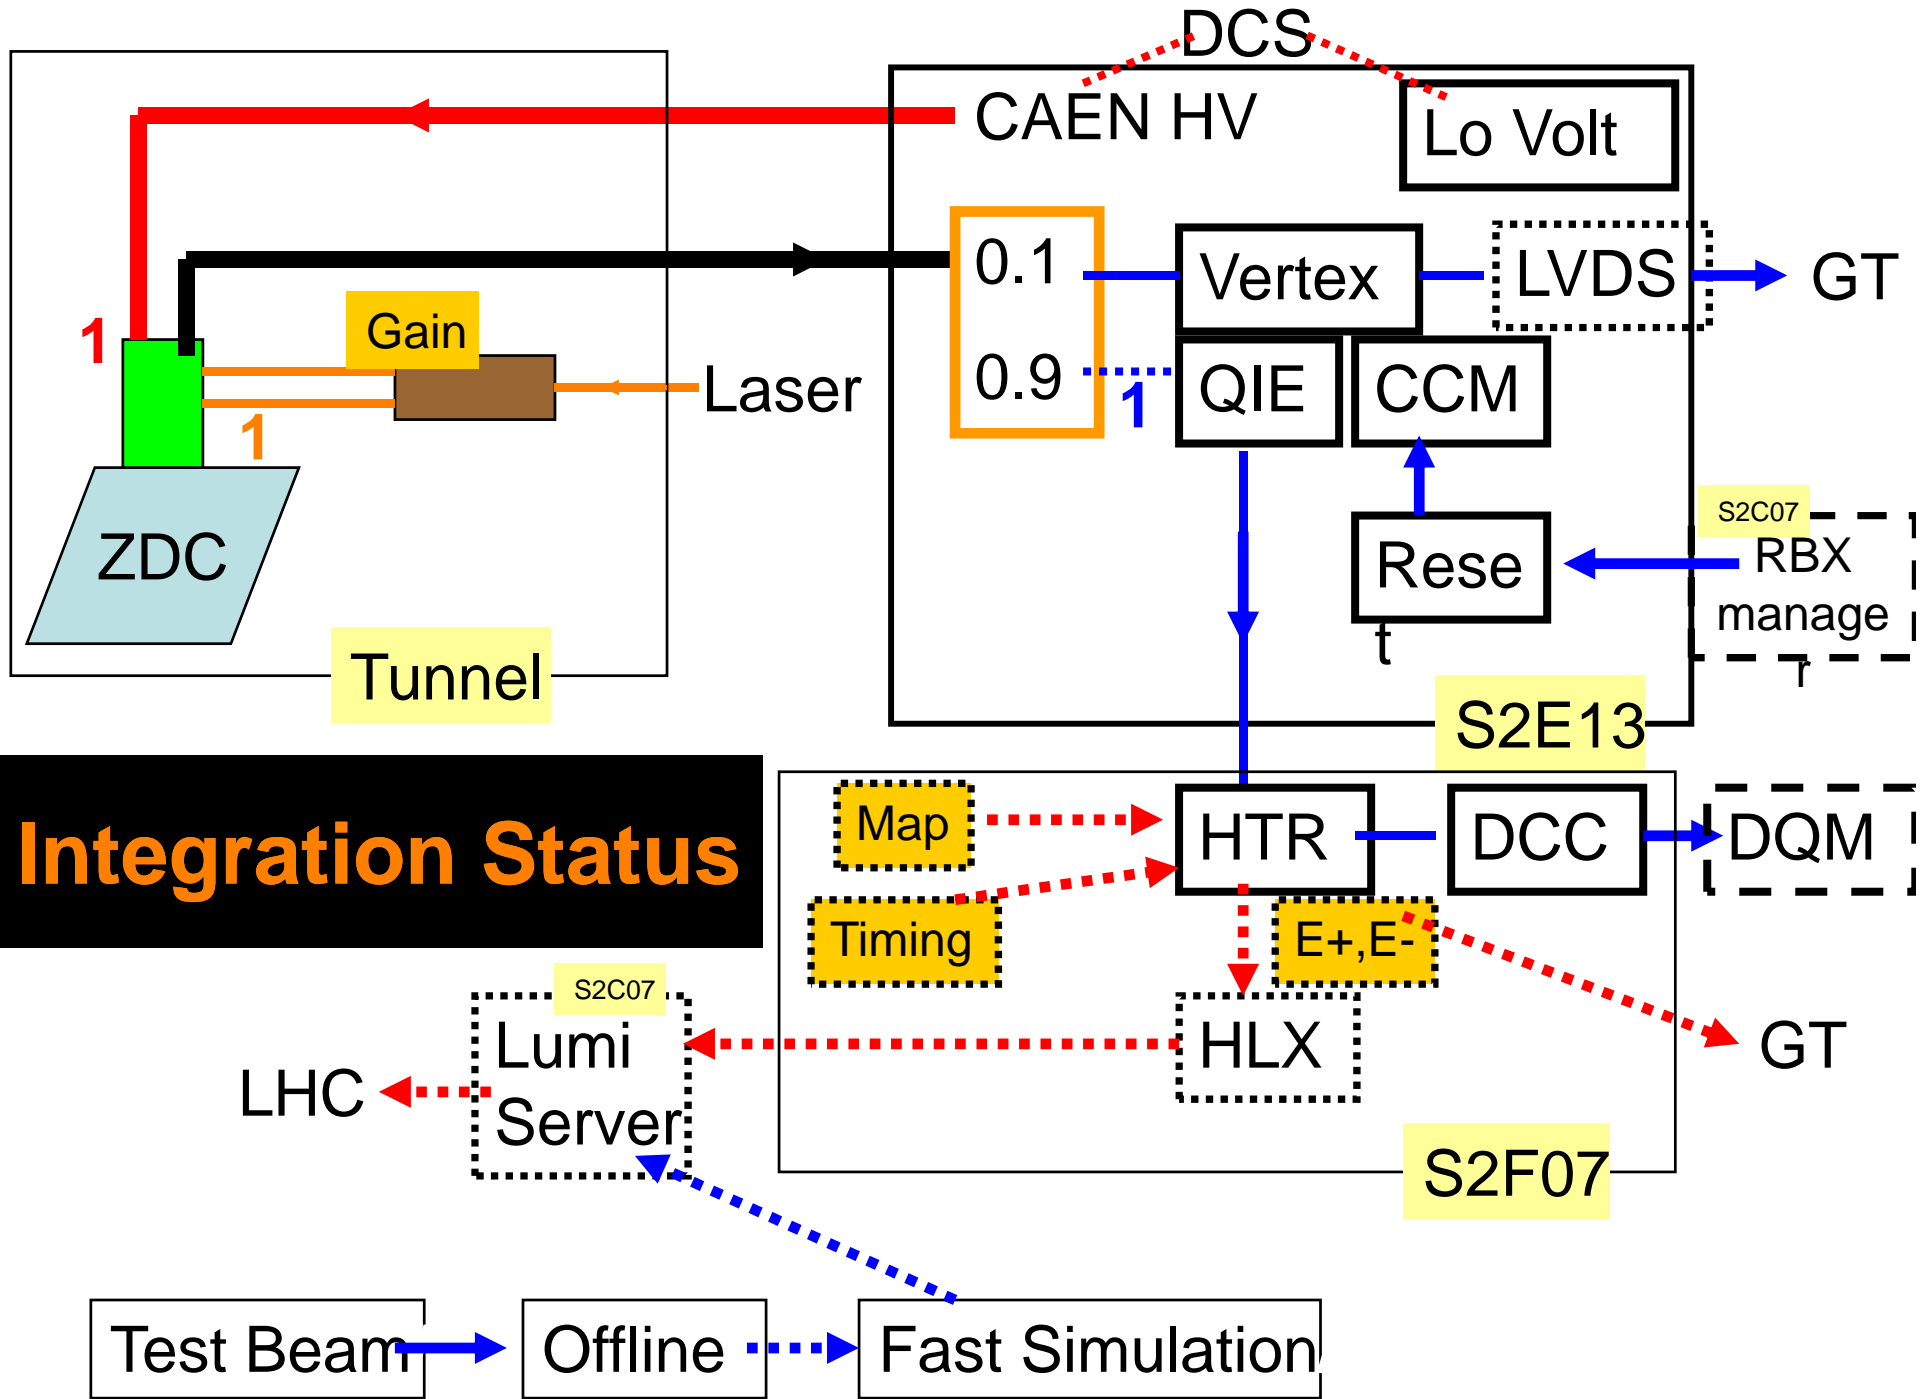 DCS
CAEN HV
Lo Volt
0.1
Vertex
LVDS
GT
Gain
1
Laser
0.9
1
QIE
CCM
1
S2C07
ZDC
Rese
t
RBX
manage
r
Tunnel
S2E13
Integration Status
Map
HTR
DCC
DQM
Timing
E+,E-
S2C07
Lumi
Server
HLX
GT
LHC
S2F07
Test Beam
Offline
Fast Simulation